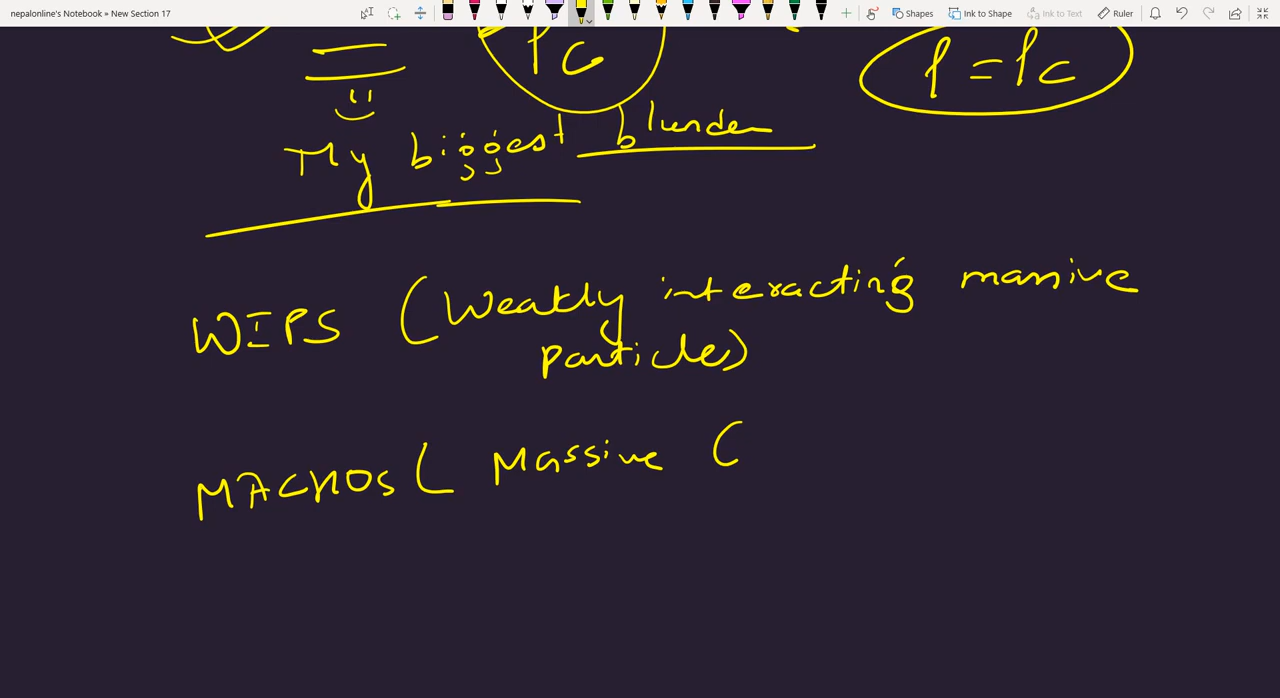 nepalonline's Notebook » New Section 17
Shapes Ink to Shape Ink to Text Ruler
ρc
ρ = ρc
My biggest blunder
WIPS (Weakly interacting massive
particles)
MACHOS ( Massive (